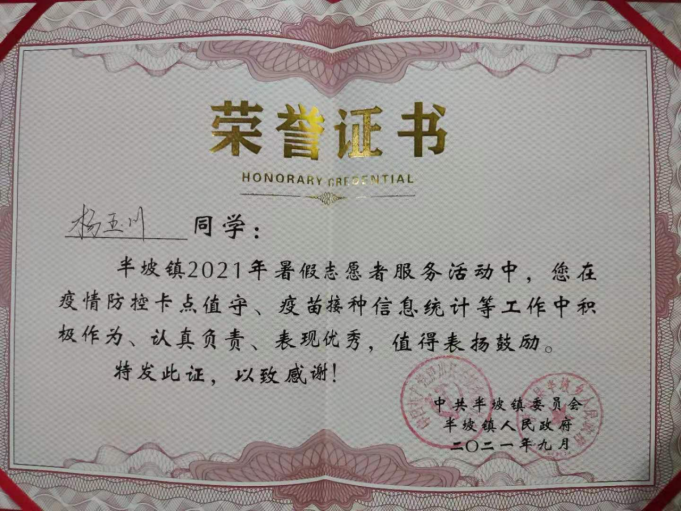 荣誉证书
HONORARY CREDENTIAL
杨玉川 同学：
半坡镇2021年暑假志愿者服务活动中，您在
疫情防控卡点值守、疫苗接种信息统计等工作中积
极作为、认真负责、表现优秀，值得表扬鼓励。
特发此证，以致感谢！
中共半坡镇委员会
半坡镇人民政府
二〇二一年九月